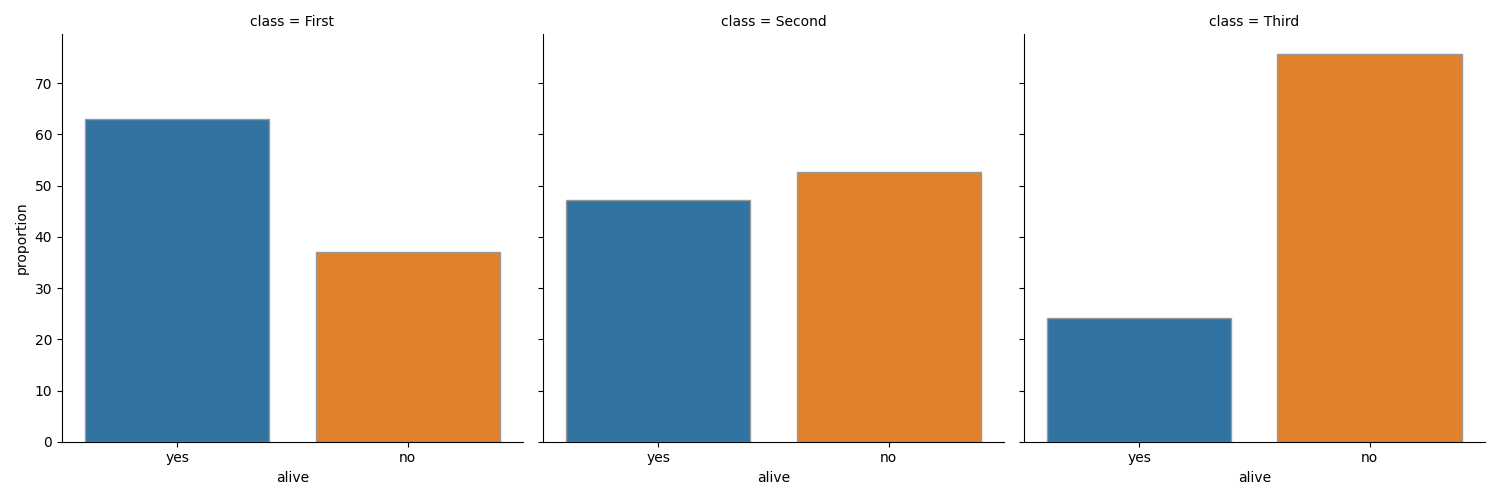 class = First
class = Second
class = Third
proportion
70
60
50
40
30
20
10
0
yes
no
yes
no
yes
no
alive
alive
alive